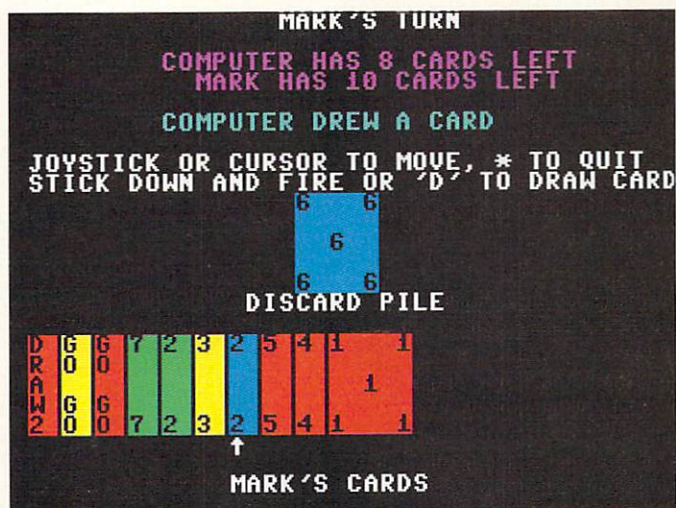 MARK'S TURN
COMPUTER HAS 8 CARDS LEFT
MARK HAS 10 CARDS LEFT
COMPUTER DREW A CARD
JOYSTICK OR CURSOR TO MOVE, * TO QUIT
STICK DOWN AND FIRE OR 'D' TO DRAW CARD
6 6
6
6 6
DISCARD PILE
DRAW2 GO GO 7 2 3 2 5 4 1 1
1
GO GO 7 2 3 2 5 4 1 1
MARK'S CARDS